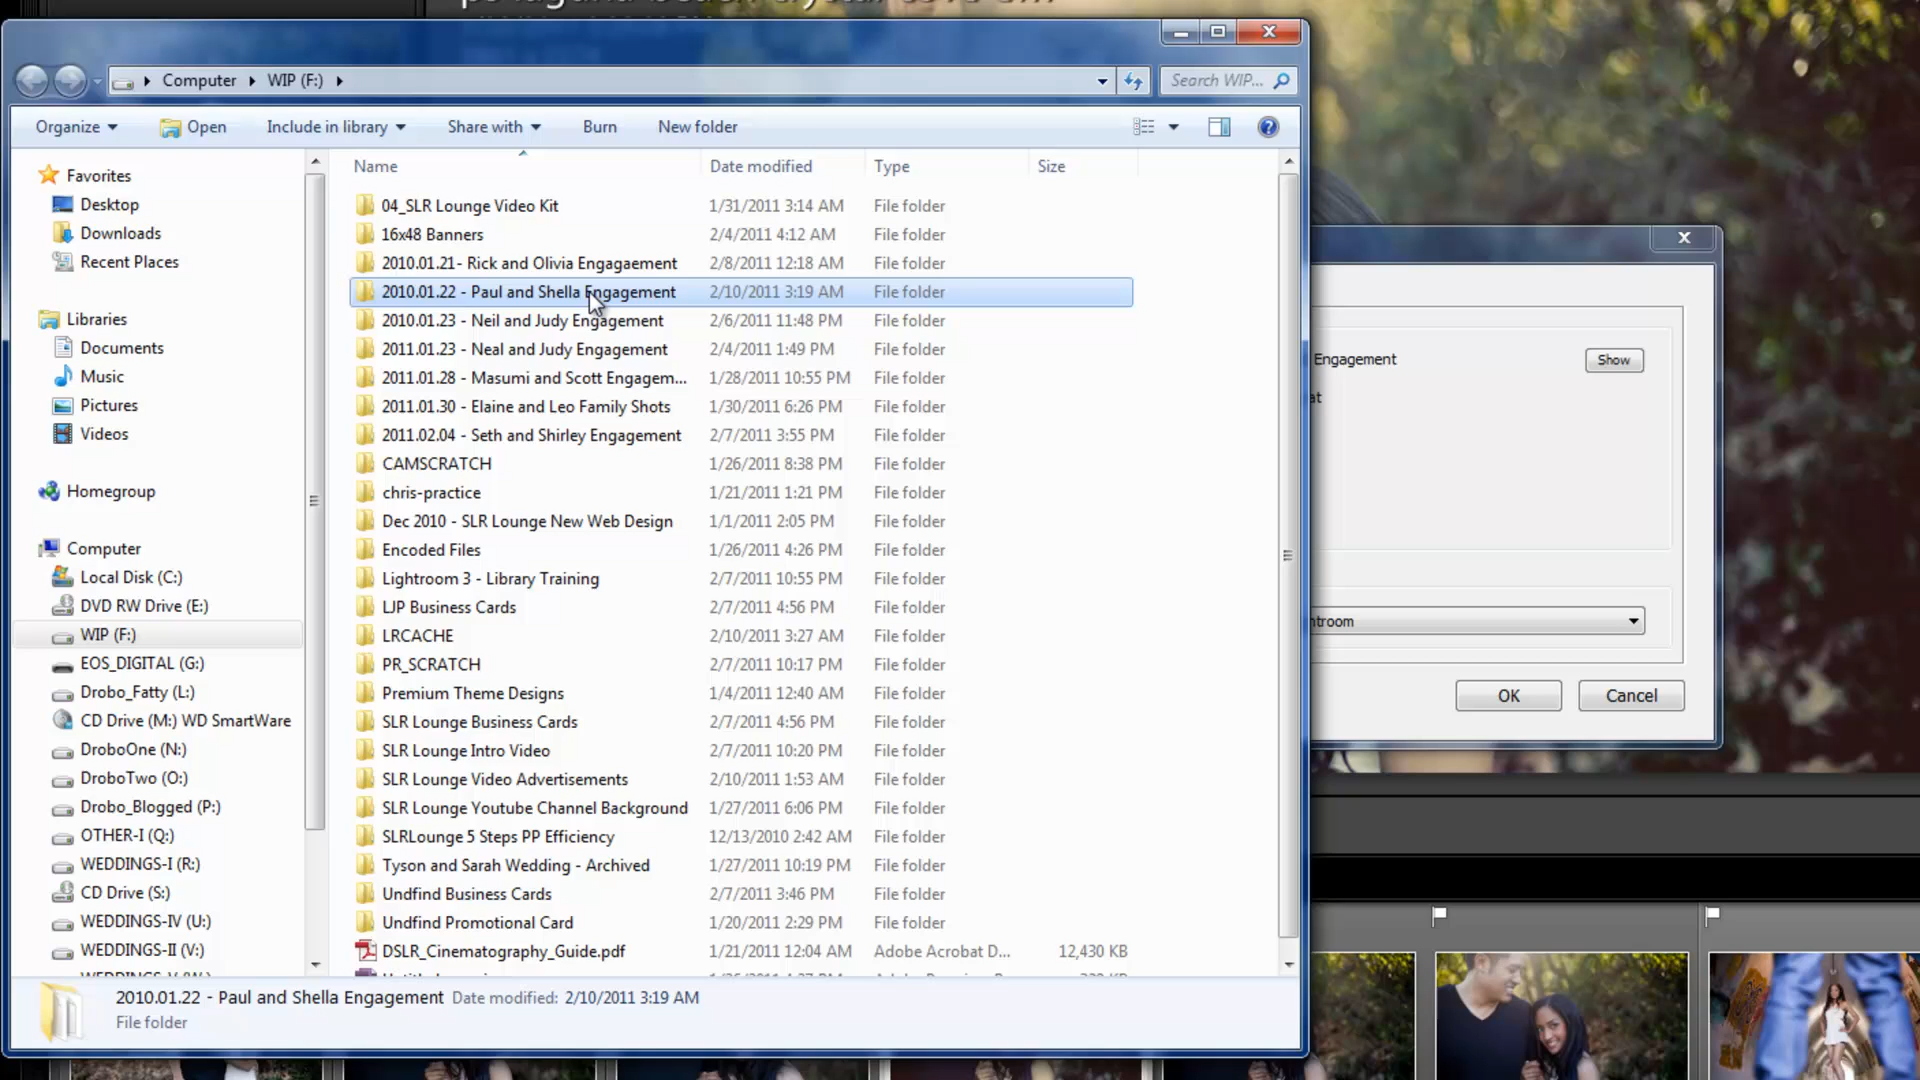 Computer WIP (F:)
Search WIP...
Organize Open Include in library Share with Burn New folder
Name Date modified Type Size
Favorites
Desktop
Downloads
Recent Places
Libraries
Documents
Music
Pictures
Videos
Homegroup
Computer
Local Disk (C:)
DVD RW Drive (E:)
WIP (F:)
EOS_DIGITAL (G:)
Drobo_Fatty (L:)
CD Drive (M:) WD SmartWare
DroboOne (N:)
DroboTwo (O:)
Drobo_Blogged (P:)
OTHER-I (Q:)
WEDDINGS-I (R:)
CD Drive (S:)
WEDDINGS-IV (U:)
WEDDINGS-II (V:)
04_SLR Lounge Video Kit 1/31/2011 3:14 AM File folder
16x48 Banners 2/4/2011 4:12 AM File folder
2010.01.21- Rick and Olivia Engagaement 2/8/2011 12:18 AM File folder
2010.01.22 - Paul and Shella Engagement 2/10/2011 3:19 AM File folder
2010.01.23 - Neil and Judy Engagement 2/6/2011 11:48 PM File folder
2011.01.23 - Neal and Judy Engagement 2/4/2011 1:49 PM File folder
2011.01.28 - Masumi and Scott Engagem... 1/28/2011 10:55 PM File folder
2011.01.30 - Elaine and Leo Family Shots 1/30/2011 6:26 PM File folder
2011.02.04 - Seth and Shirley Engagement 2/7/2011 3:55 PM File folder
CAMSCRATCH 1/26/2011 8:38 PM File folder
chris-practice 1/21/2011 1:21 PM File folder
Dec 2010 - SLR Lounge New Web Design 1/1/2011 2:05 PM File folder
Encoded Files 1/26/2011 4:26 PM File folder
Lightroom 3 - Library Training 2/7/2011 10:55 PM File folder
LJP Business Cards 2/7/2011 4:56 PM File folder
LRCACHE 2/10/2011 3:27 AM File folder
PR_SCRATCH 2/7/2011 10:17 PM File folder
Premium Theme Designs 1/4/2011 12:40 AM File folder
SLR Lounge Business Cards 2/7/2011 4:56 PM File folder
SLR Lounge Intro Video 2/7/2011 10:20 PM File folder
SLR Lounge Video Advertisements 2/10/2011 1:53 AM File folder
SLR Lounge Youtube Channel Background 1/27/2011 6:06 PM File folder
SLRLounge 5 Steps PP Efficiency 12/13/2010 2:42 AM File folder
Tyson and Sarah Wedding - Archived 1/27/2011 10:19 PM File folder
Undfind Business Cards 2/7/2011 3:46 PM File folder
Undfind Promotional Card 1/20/2011 2:29 PM File folder
DSLR_Cinematography_Guide.pdf 1/21/2011 12:04 AM Adobe Acrobat D... 12,430 KB
2010.01.22 - Paul and Shella Engagement Date modified: 2/10/2011 3:19 AM
File folder
Engagement Show
at
troom
OK Cancel